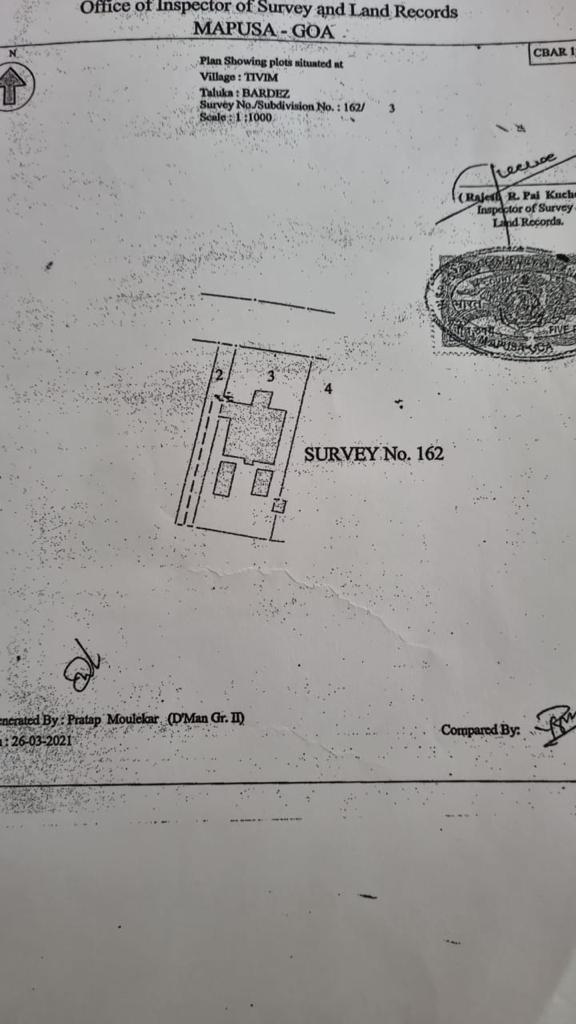 Office of Inspector of Survey and Land Records
MAPUSA - GOA
N
CBAR 1
Plan Showing plots situated at
Village : TIVIM
Taluka : BARDEZ
Survey No./Subdivision No. : 162/ 3
Scale : 1 :1000
(Rajesh R. Pai Kuch
Inspector of Survey
Land Records.
भारत
FIVE
MAPUSA-GOA
2
3
4
SURVEY No. 162
enerated By : Pratap Moulekar (D'Man Gr. II)
: 26-03-2021
Compared By: